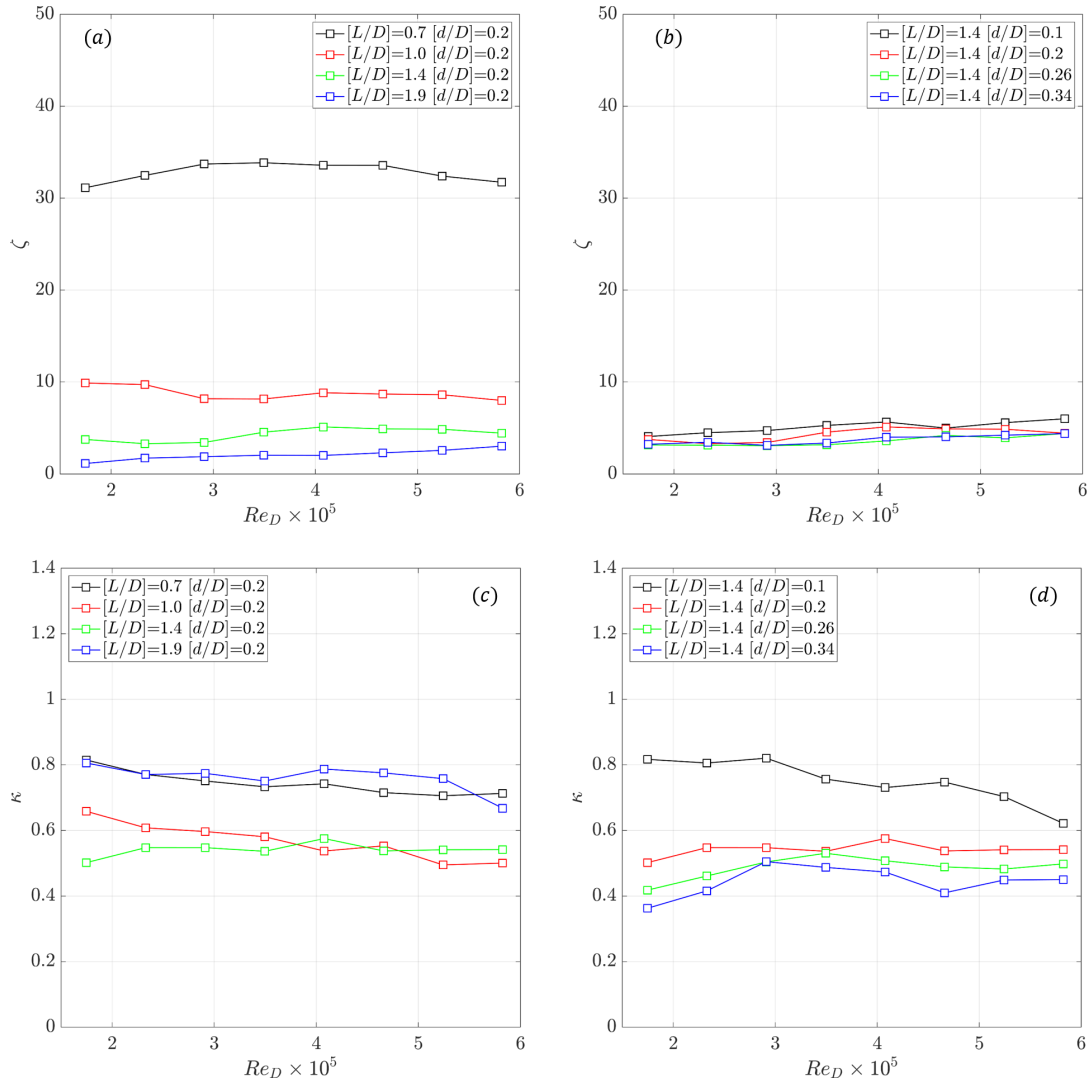 (a)
[L/D]=0.7 [d/D]=0.2
[L/D]=1.0 [d/D]=0.2
[L/D]=1.4 [d/D]=0.2
[L/D]=1.9 [d/D]=0.2
50
40
30
20
10
0
ζ
2
3
4
5
6
Re_D × 10^5
(b)
[L/D]=1.4 [d/D]=0.1
[L/D]=1.4 [d/D]=0.2
[L/D]=1.4 [d/D]=0.26
[L/D]=1.4 [d/D]=0.34
50
40
30
20
10
0
ζ
2
3
4
5
6
Re_D × 10^5
[L/D]=0.7 [d/D]=0.2
[L/D]=1.0 [d/D]=0.2
[L/D]=1.4 [d/D]=0.2
[L/D]=1.9 [d/D]=0.2
(c)
1.4
1.2
1
0.8
0.6
0.4
0.2
0
κ
2
3
4
5
6
Re_D × 10^5
[L/D]=1.4 [d/D]=0.1
[L/D]=1.4 [d/D]=0.2
[L/D]=1.4 [d/D]=0.26
[L/D]=1.4 [d/D]=0.34
(d)
1.4
1.2
1
0.8
0.6
0.4
0.2
0
κ
2
3
4
5
6
Re_D × 10^5